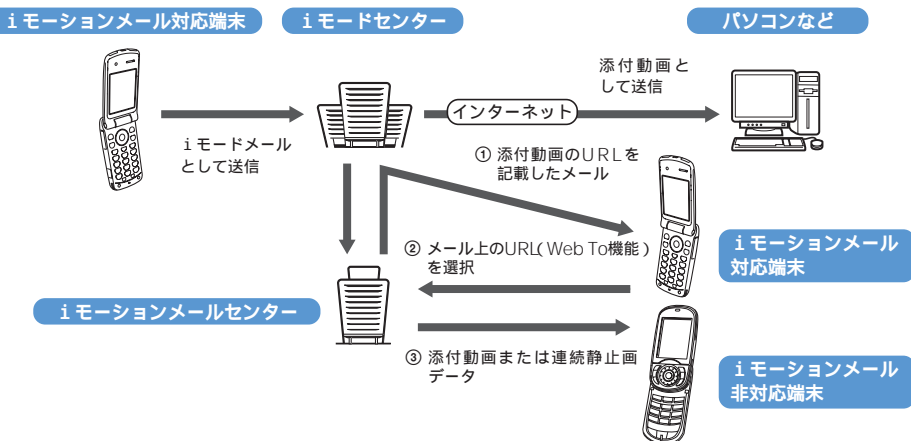 iモーションメール対応端末
iモードセンター
パソコンなど
添付動画と
して送信
インターネット
iモードメール
として送信
① 添付動画のURLを
記載したメール
② メール上のURL(Web To機能)
を選択
iモーションメール
対応端末
iモーションメールセンター
③ 添付動画または連続静止画
データ
iモーションメール
非対応端末